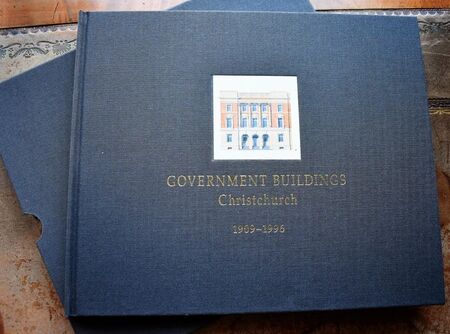 GOVERNMENT BUILDINGS
Christchurch
1909–1996